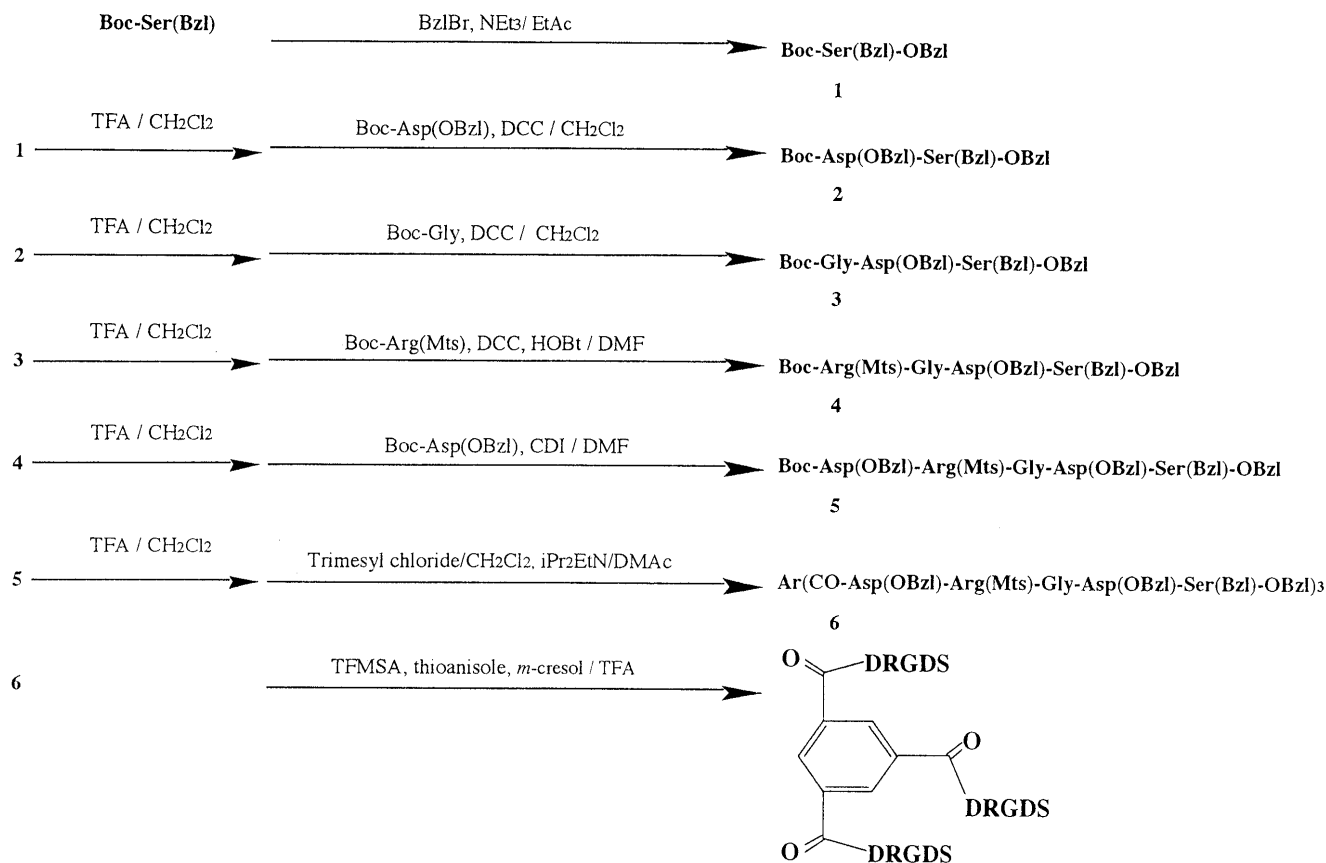 Boc-Ser(Bzl) BzlBr, NEt3/ EtAc Boc-Ser(Bzl)-OBzl
1
1 TFA / CH2Cl2 Boc-Asp(OBzl), DCC / CH2Cl2 Boc-Asp(OBzl)-Ser(Bzl)-OBzl
2
2 TFA / CH2Cl2 Boc-Gly, DCC / CH2Cl2 Boc-Gly-Asp(OBzl)-Ser(Bzl)-OBzl
3
3 TFA / CH2Cl2 Boc-Arg(Mts), DCC, HOBt / DMF Boc-Arg(Mts)-Gly-Asp(OBzl)-Ser(Bzl)-OBzl
4
4 TFA / CH2Cl2 Boc-Asp(OBzl), CDI / DMF Boc-Asp(OBzl)-Arg(Mts)-Gly-Asp(OBzl)-Ser(Bzl)-OBzl
5
5 TFA / CH2Cl2 Trimesyl chloride/CH2Cl2, iPr2EtN/DMAc Ar(CO-Asp(OBzl)-Arg(Mts)-Gly-Asp(OBzl)-Ser(Bzl)-OBzl)3
6
6 TFMSA, thioanisole, m-cresol / TFA
O DRGDS
O
DRGDS
O DRGDS